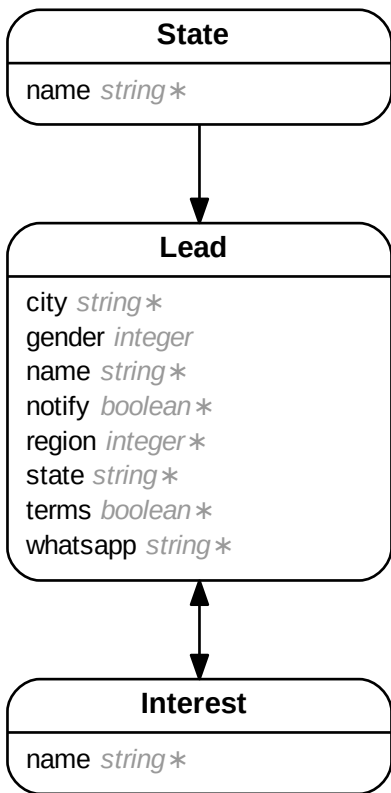 State
name string∗
Lead
city string∗
gender integer
name string∗
notify boolean∗
region integer∗
state string∗
terms boolean∗
whatsapp string∗
Interest
name string∗